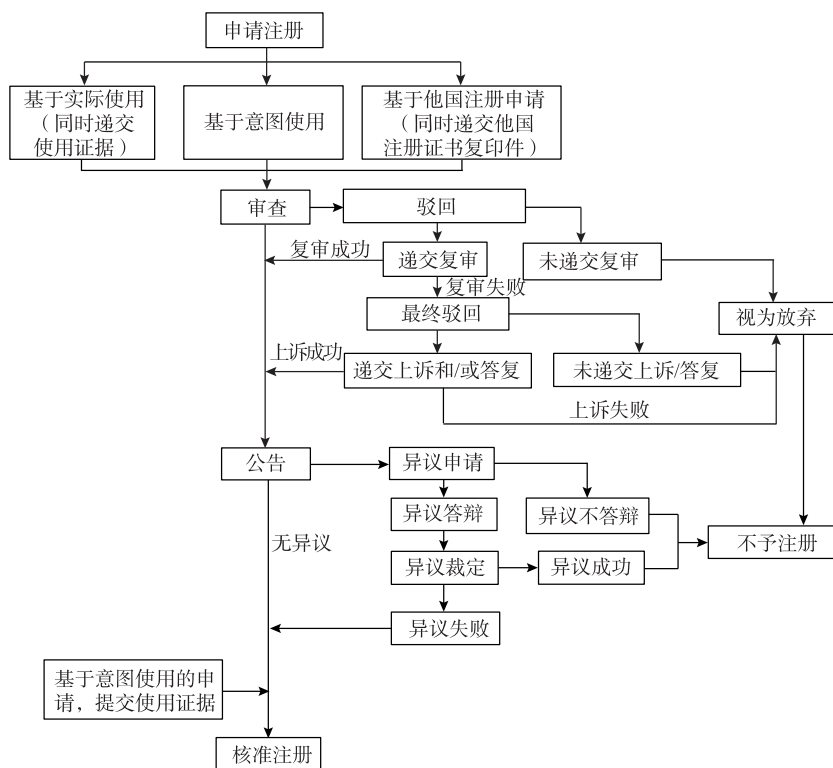 申请注册
基于实际使用
（同时递交
使用证据）
基于意图使用
基于他国注册申请
（同时递交他国
注册证书复印件）
审查
驳回
复审成功
递交复审
未递交复审
复审失败
最终驳回
视为放弃
上诉成功
递交上诉和/或答复
未递交上诉/答复
上诉失败
公告
异议申请
异议答辩
异议不答辩
无异议
不予注册
异议裁定
异议成功
异议失败
基于意图使用的申
请，提交使用证据
核准注册